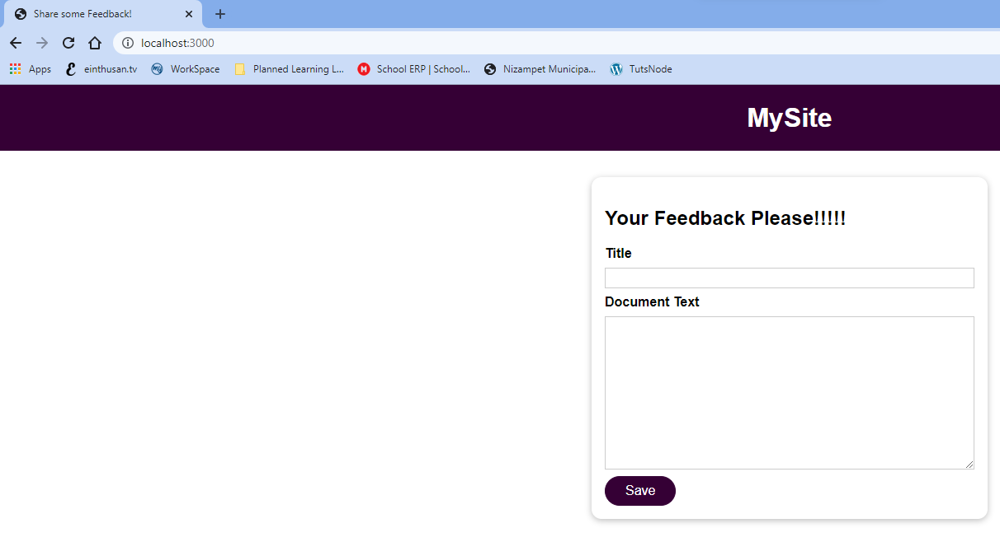 Share some Feedback!
localhost:3000
Apps einthusan.tv WorkSpace Planned Learning L... School ERP | School... Nizampet Municipa... TutsNode
MySite
Your Feedback Please!!!!!
Title
Document Text
Save